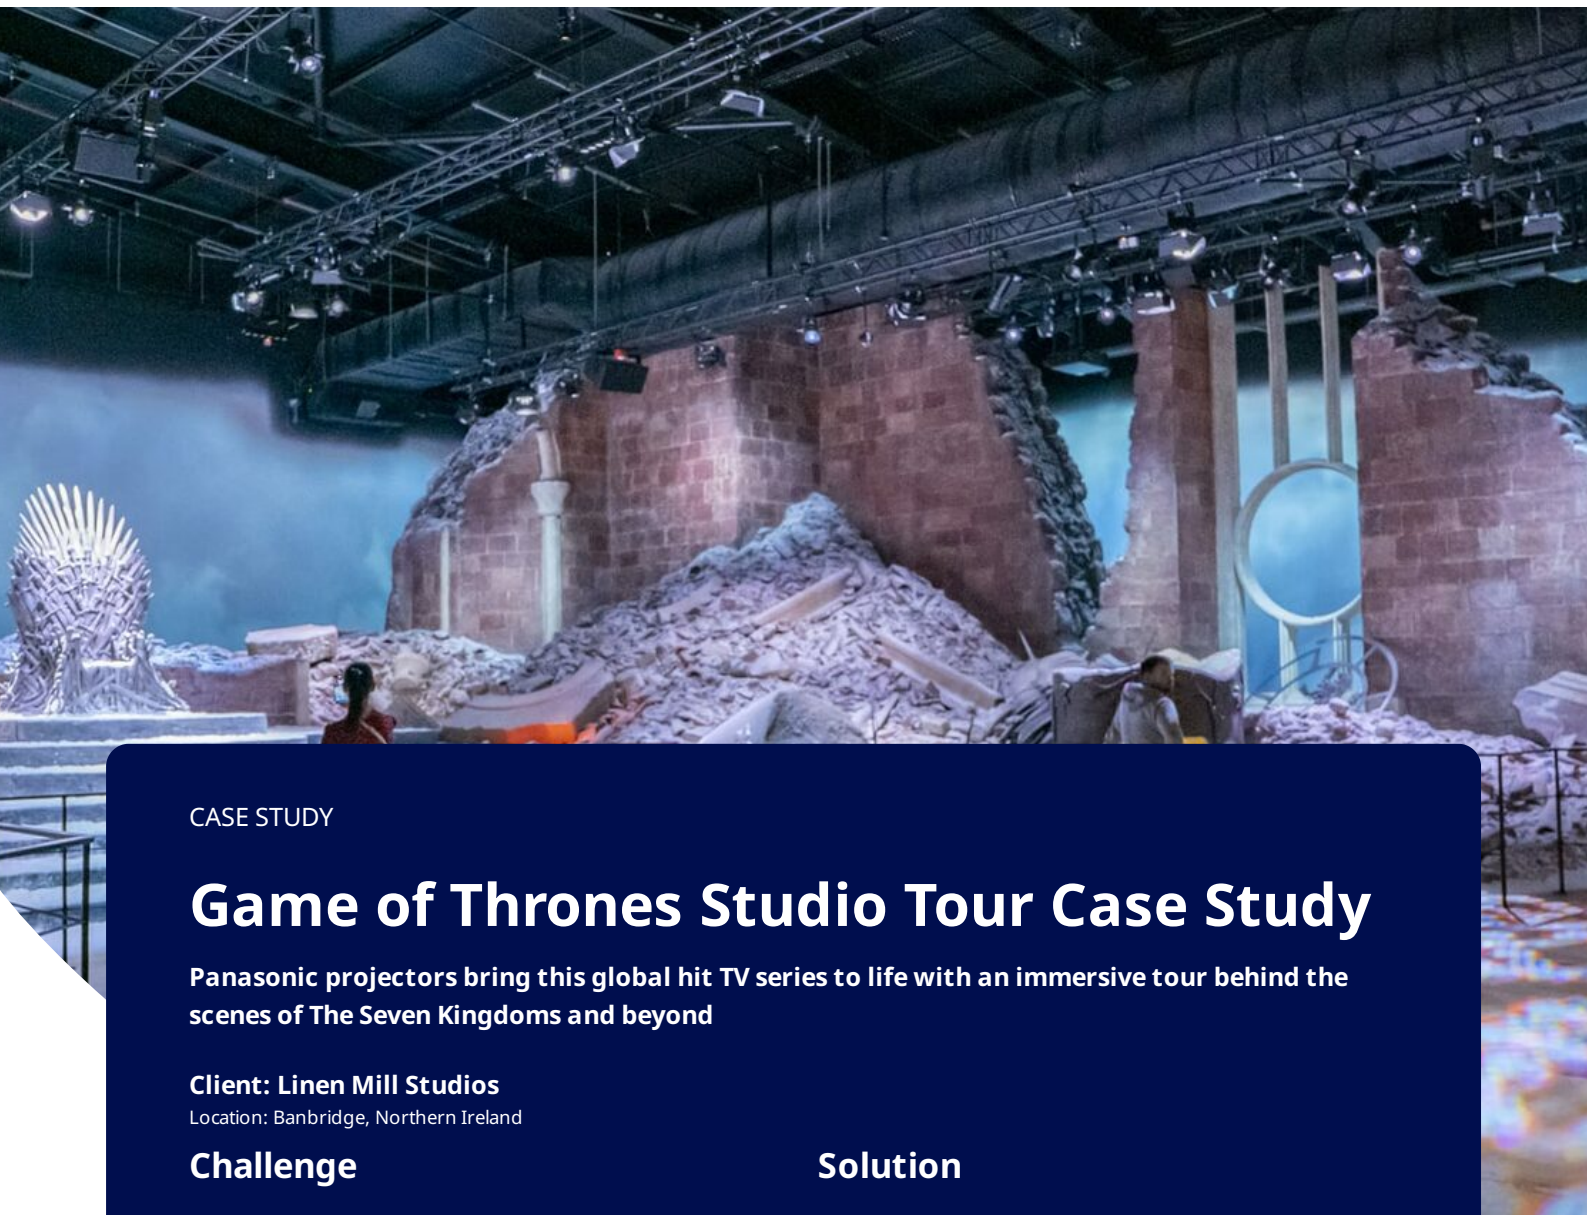 CASE STUDY
Game of Thrones Studio Tour Case Study
Panasonic projectors bring this global hit TV series to life with an immersive tour behind the
scenes of The Seven Kingdoms and beyond
Client: Linen Mill Studios
Location: Banbridge, Northern Ireland
Challenge
Solution